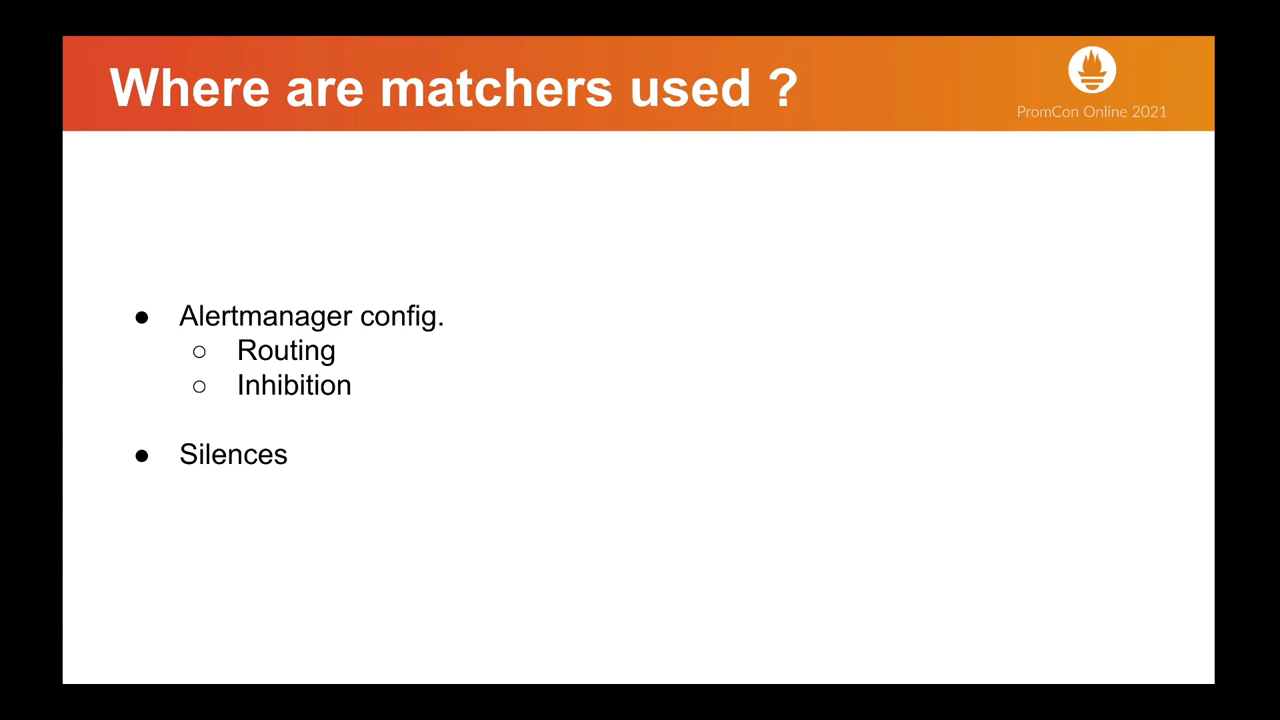 Where are matchers used ?
PromCon Online 2021
● Alertmanager config.
○ Routing
○ Inhibition
● Silences